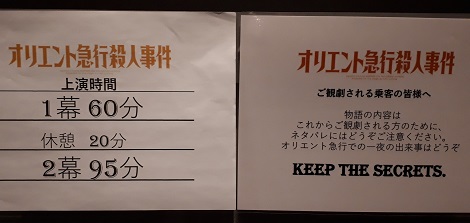 オリエント急行殺人事件
上演時間
1幕 60分
休憩 20分
2幕 95分
オリエント急行殺人事件
ご観劇される乗客の皆様へ
物語の内容は
これからご観劇される方のために、
ネタバレにはどうぞご注意ください。
オリエント急行での一夜の出来事はどうぞ
KEEP THE SECRETS.